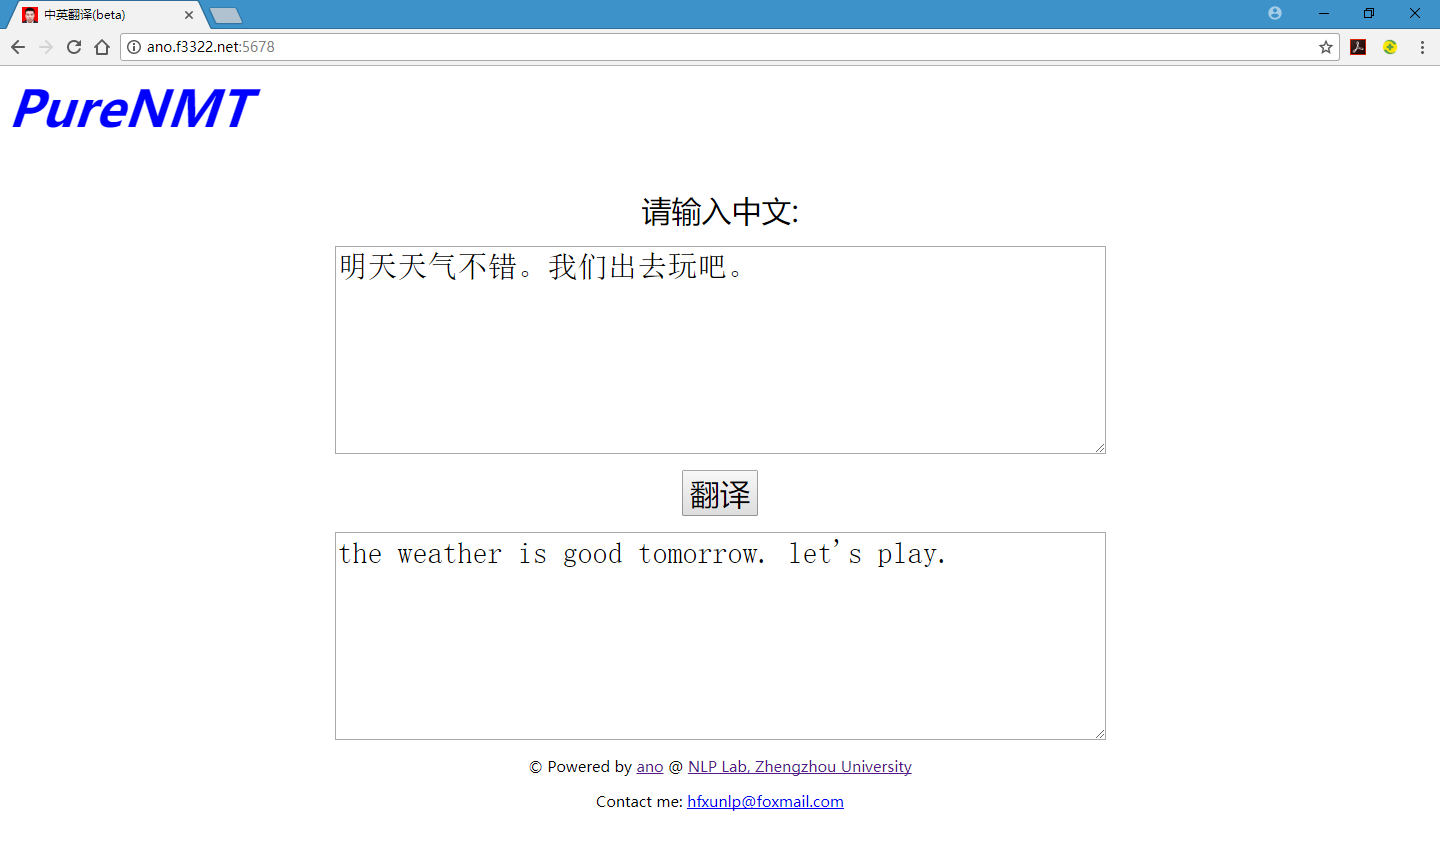 中英翻译(beta)
ano.f3322.net:5678
PureNMT
请输入中文:
明天天气不错。我们出去玩吧。
翻译
the weather is good tomorrow. let's play.
© Powered by ano @ NLP Lab, Zhengzhou University
Contact me: hfxunlp@foxmail.com